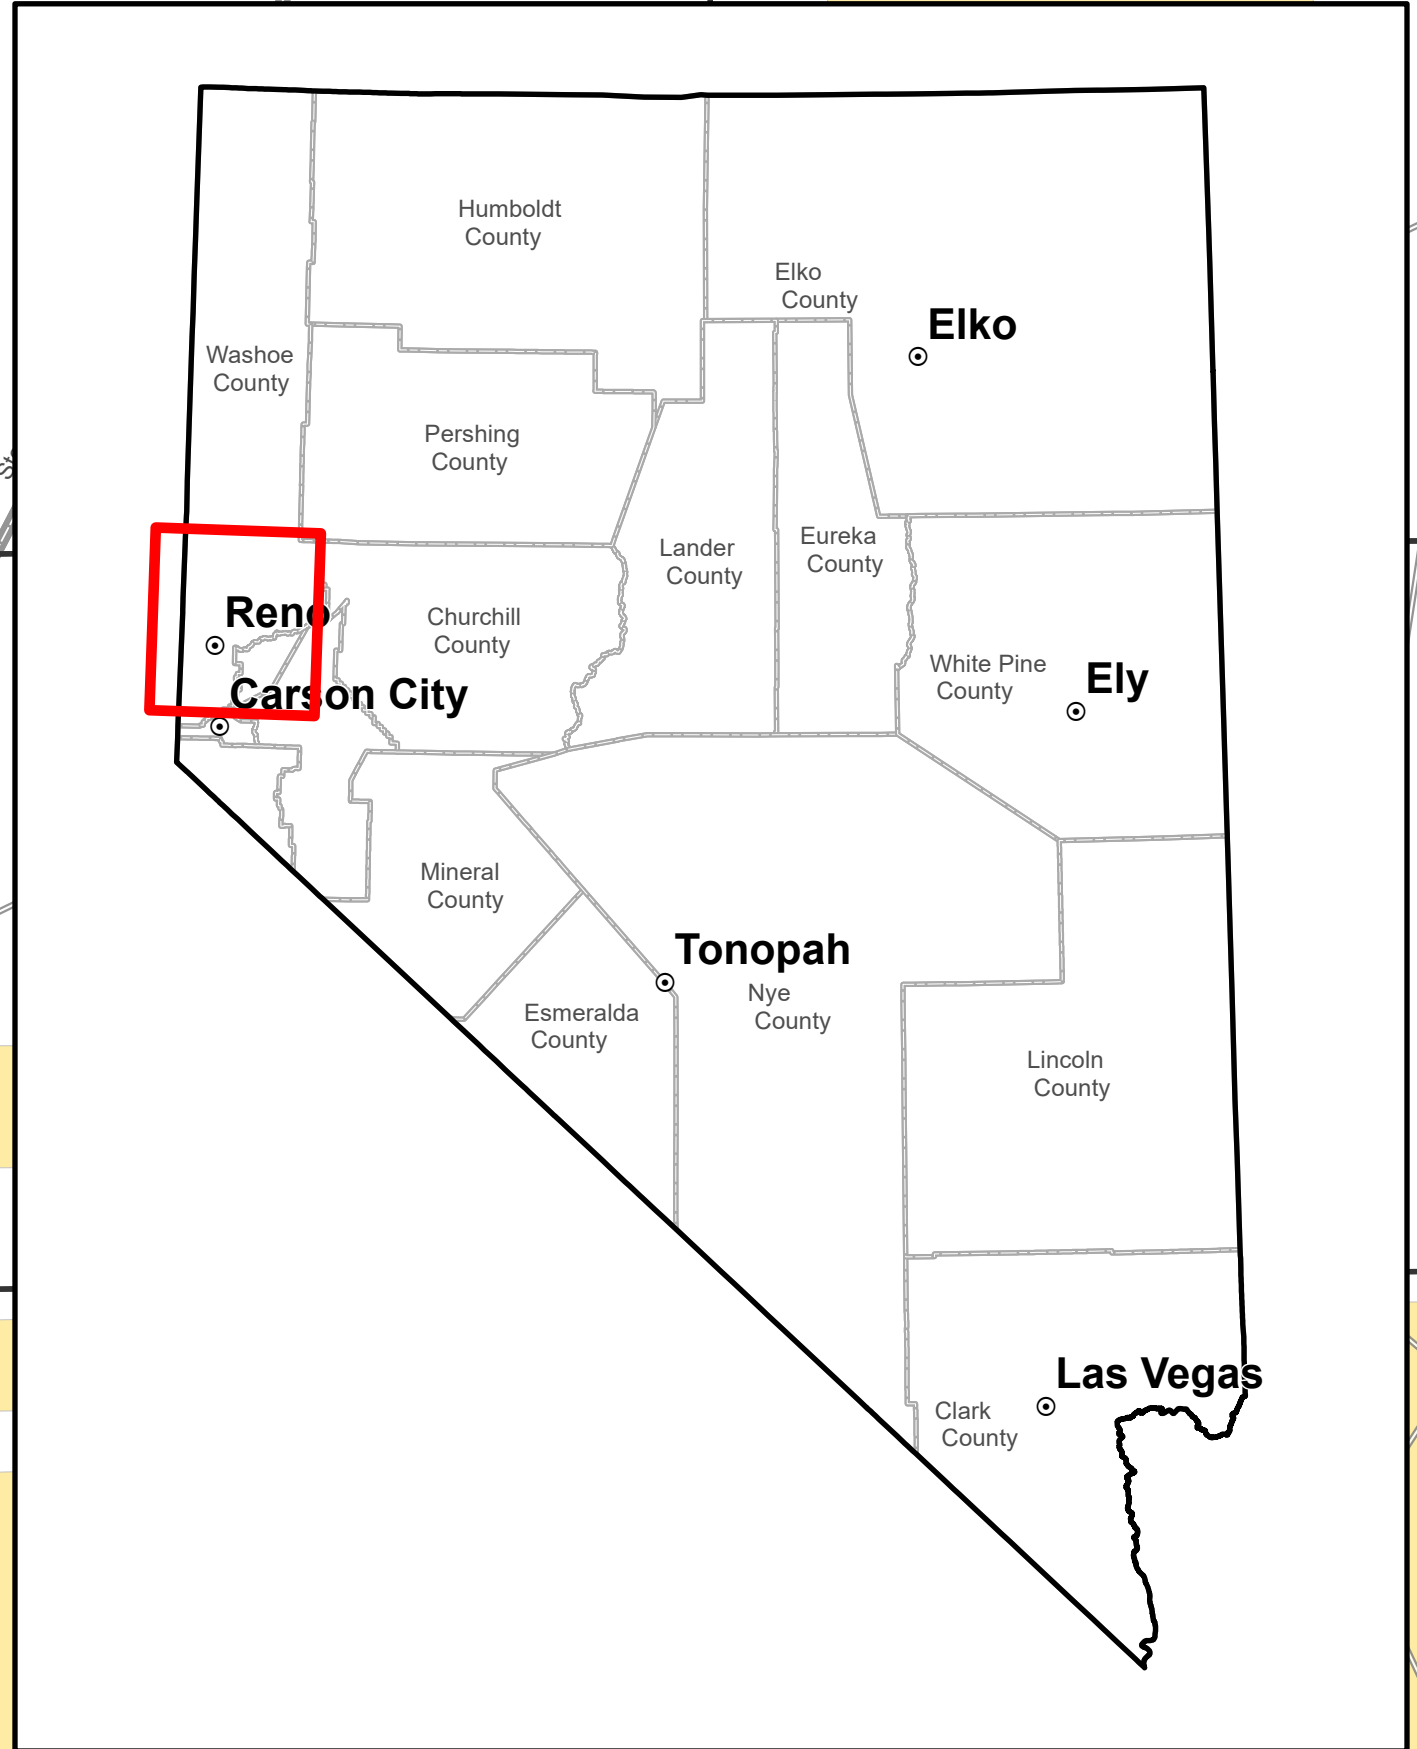 Humboldt
County
Elko
County
Elko
Washoe
County
Pershing
County
Lander
County
Eureka
County
Reno
Churchill
County
White Pine
County
Ely
Carson City
Mineral
County
Tonopah
Nye
County
Esmeralda
County
Lincoln
County
Las Vegas
Clark
County